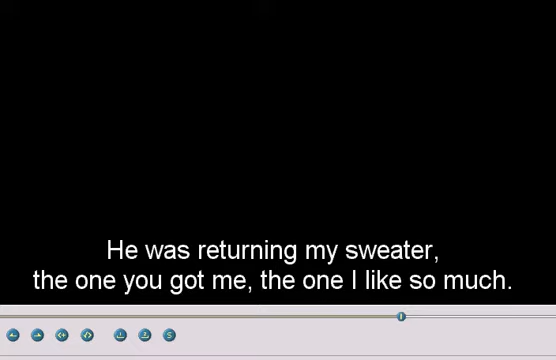 He was returning my sweater,
the one you got me, the one I like so much.